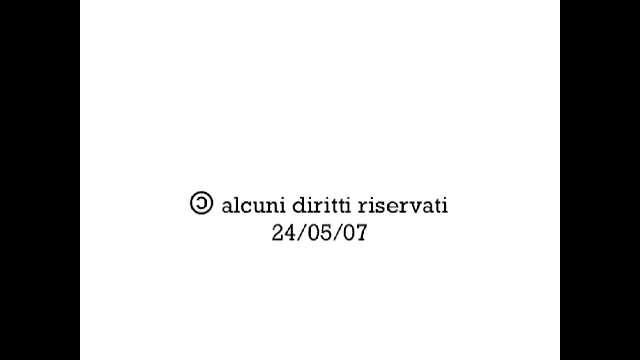 🄯 alcuni diritti riservati
24/05/07